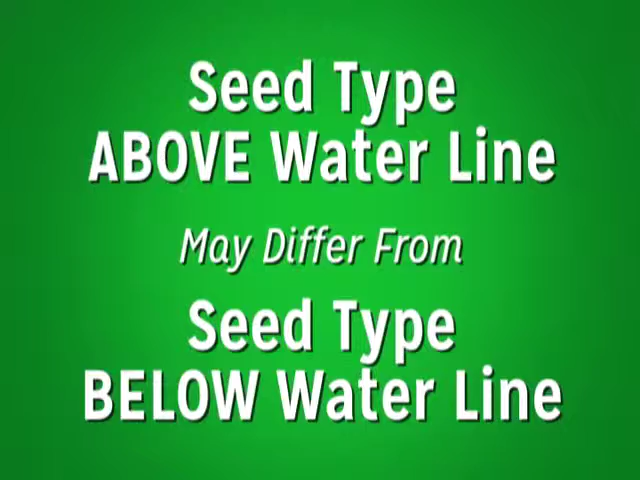 Seed Type
ABOVE Water Line
May Differ From
Seed Type
BELOW Water Line